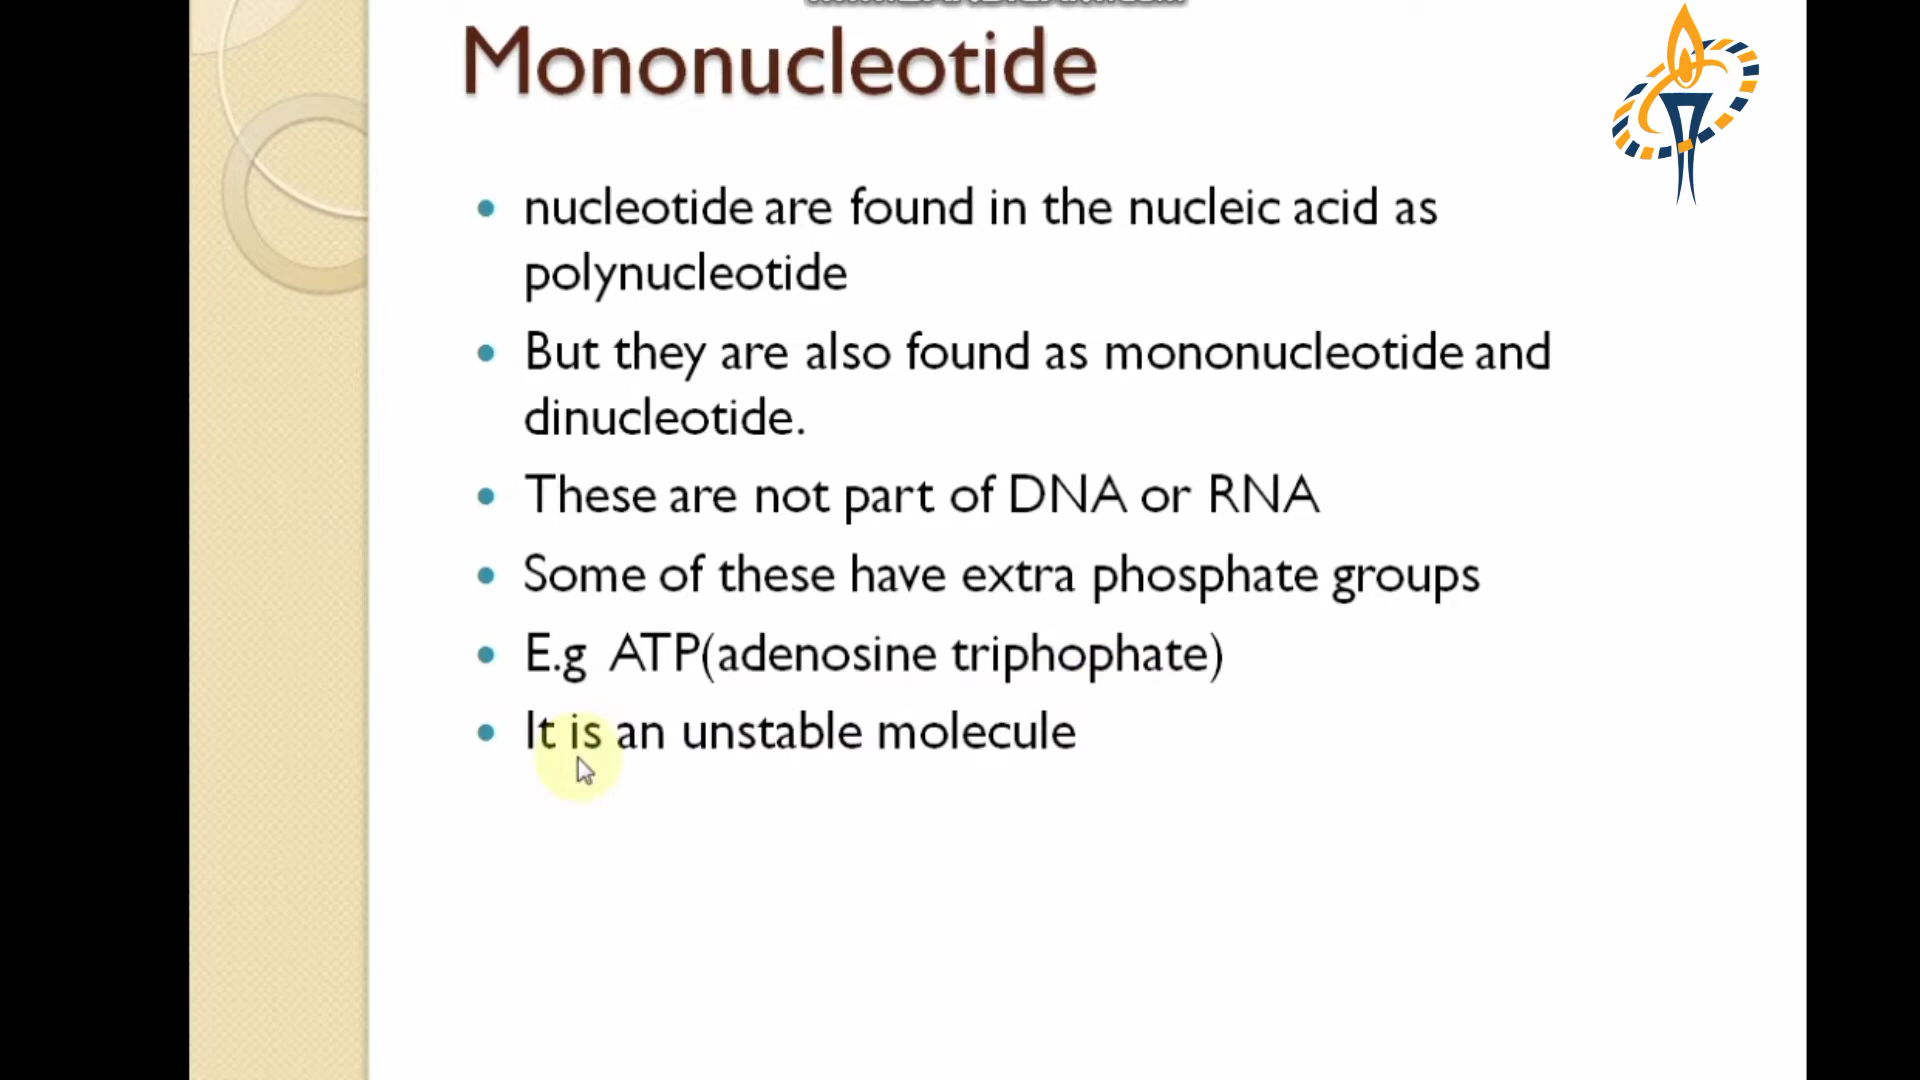 Mononucleotide
• nucleotide are found in the nucleic acid as
polynucleotide
• But they are also found as mononucleotide and
dinucleotide.
• These are not part of DNA or RNA
• Some of these have extra phosphate groups
• E.g ATP(adenosine triphophate)
• It is an unstable molecule